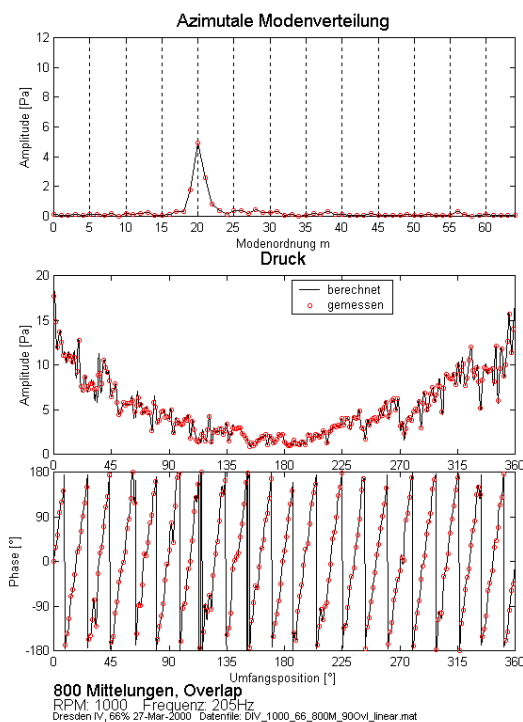 Azimutale Modenverteilung
12
10
8
6
4
2
0
Amplitude [Pa]
0 5 10 15 20 25 30 35 40 45 50 55 60
Modenordnung m
Druck
20
15
10
5
0
Amplitude [Pa]
berechnet
gemessen
0 45 90 135 180 225 270 315 360
180
90
0
-90
-180
Phase [°]
0 45 90 135 180 225 270 315 360
Umfangsposition [°]
800 Mittelungen, Overlap
RPM: 1000 Frequenz: 205Hz
Dresden IV, 66% 27-Mar-2000 Datenfile: DIV_1000_66_800M_90Ovl_linear.mat